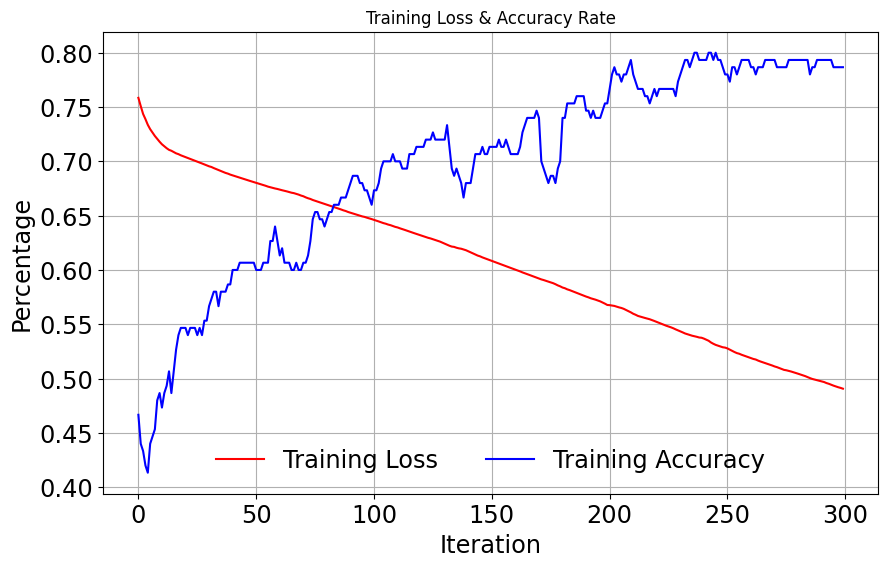 Training Loss & Accuracy Rate
0.80
0.75
0.70
0.65
0.60
0.55
0.50
0.45
0.40
Percentage
Training Loss
Training Accuracy
0 50 100 150 200 250 300
Iteration